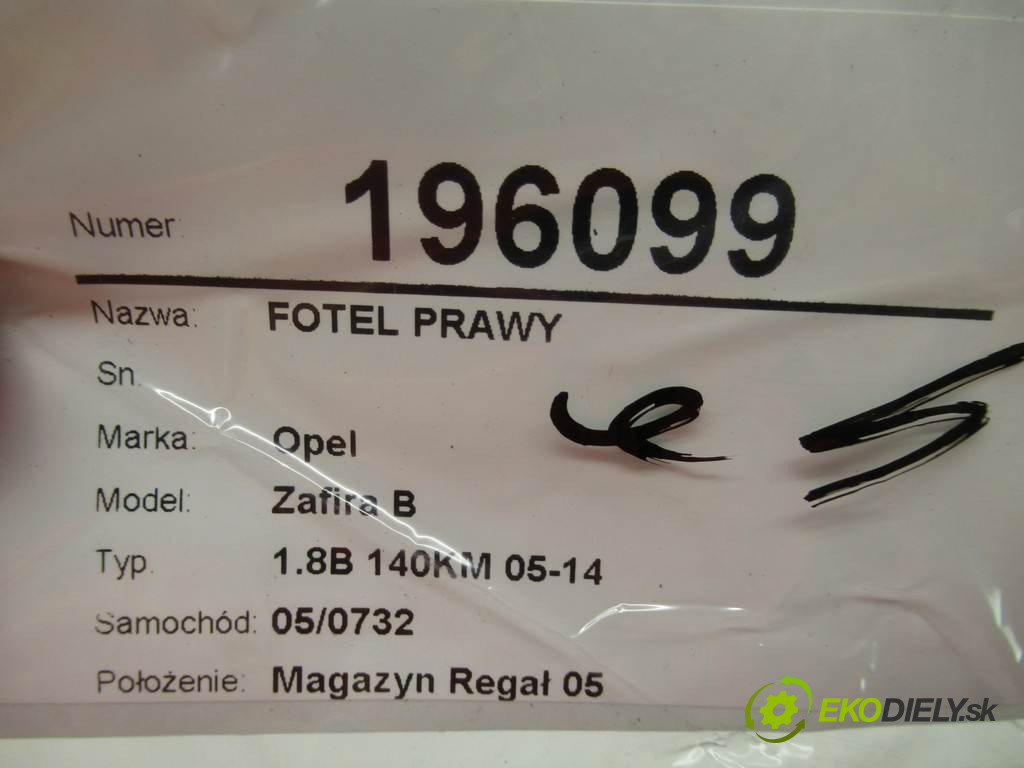 Numer: 196099
Nazwa: FOTEL PRAWY
Sn.
Marka: Opel
Model: Zafira B
Typ. 1.8B 140KM 05-14
Samochód: 05/0732
Położenie: Magazyn Regał 05
EKODIELY.sk